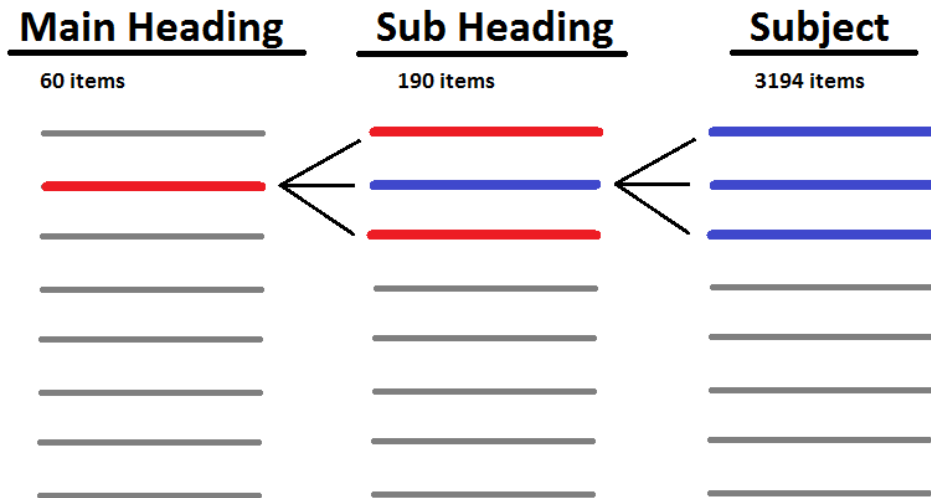 Main Heading
Sub Heading
Subject
60 items
190 items
3194 items